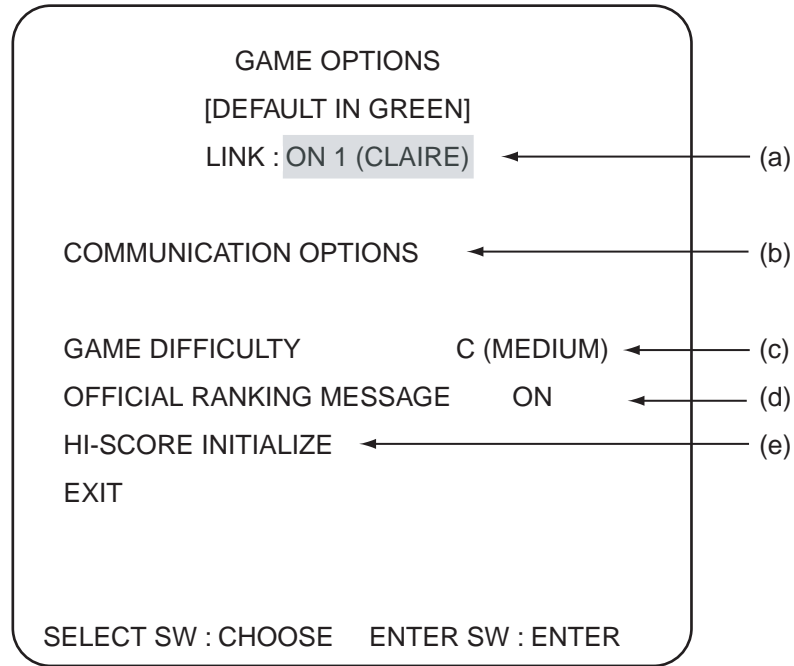 GAME OPTIONS
[DEFAULT IN GREEN]
LINK : ON 1 (CLAIRE) (a)
COMMUNICATION OPTIONS (b)
GAME DIFFICULTY C (MEDIUM) (c)
OFFICIAL RANKING MESSAGE ON (d)
HI-SCORE INITIALIZE (e)
EXIT
SELECT SW : CHOOSE ENTER SW : ENTER